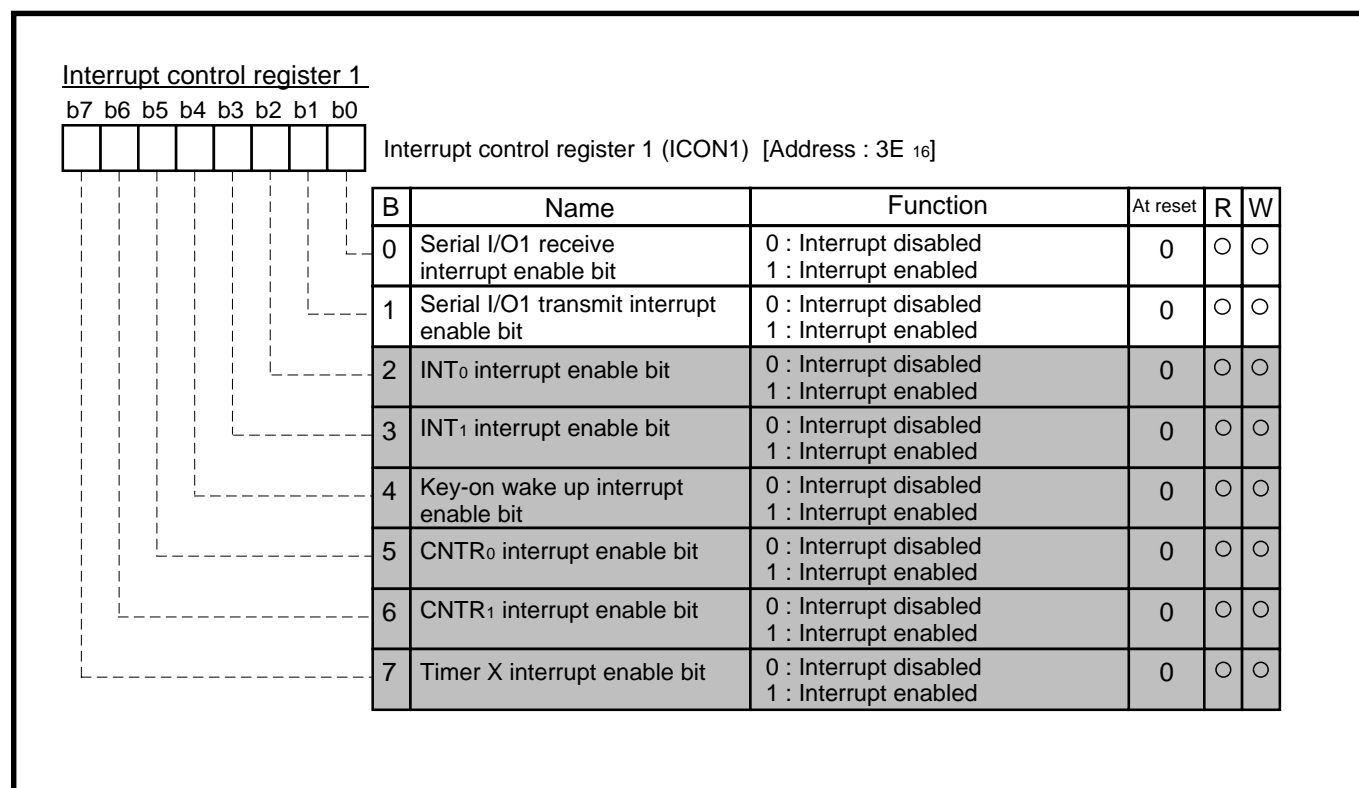 Interrupt control register 1
b7 b6 b5 b4 b3 b2 b1 b0
Interrupt control register 1 (ICON1) [Address : 3E 16]
B Name Function At reset R W
0 Serial I/O1 receive interrupt enable bit 0 : Interrupt disabled 1 : Interrupt enabled 0 ○ ○
1 Serial I/O1 transmit interrupt enable bit 0 : Interrupt disabled 1 : Interrupt enabled 0 ○ ○
2 INT0 interrupt enable bit 0 : Interrupt disabled 1 : Interrupt enabled 0 ○ ○
3 INT1 interrupt enable bit 0 : Interrupt disabled 1 : Interrupt enabled 0 ○ ○
4 Key-on wake up interrupt enable bit 0 : Interrupt disabled 1 : Interrupt enabled 0 ○ ○
5 CNTR0 interrupt enable bit 0 : Interrupt disabled 1 : Interrupt enabled 0 ○ ○
6 CNTR1 interrupt enable bit 0 : Interrupt disabled 1 : Interrupt enabled 0 ○ ○
7 Timer X interrupt enable bit 0 : Interrupt disabled 1 : Interrupt enabled 0 ○ ○